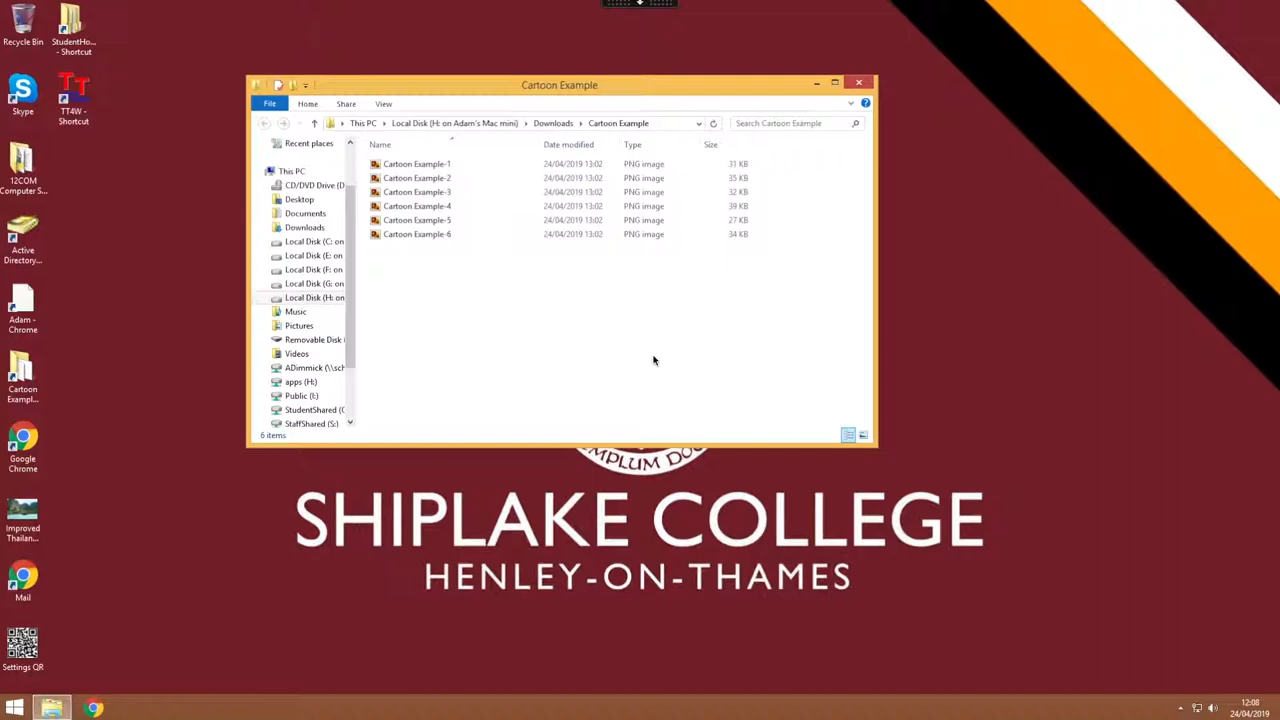 Recycle Bin
StudentHo...
- Shortcut
Skype
TT
TT4W -
Shortcut
12COM
Computer S...
Active
Directory...
Adam -
Chrome
Cartoon
Exampl...
Google
Chrome
Improved
Thailan...
Mail
Settings QR
Cartoon Example
File Home Share View
This PC Local Disk (H: on Adam's Mac mini) Downloads Cartoon Example
Search Cartoon Example
Recent places
This PC
CD/DVD Drive (D
Desktop
Documents
Downloads
Local Disk (C: on
Local Disk (E: on
Local Disk (F: on
Local Disk (G: on
Local Disk (H: on
Music
Pictures
Removable Disk (
Videos
ADimmick (\\sch
apps (H:)
Public (I:)
StudentShared (
StaffShared (S:)
Name Date modified Type Size
Cartoon Example-1 24/04/2019 13:02 PNG image 31 KB
Cartoon Example-2 24/04/2019 13:02 PNG image 35 KB
Cartoon Example-3 24/04/2019 13:02 PNG image 32 KB
Cartoon Example-4 24/04/2019 13:02 PNG image 39 KB
Cartoon Example-5 24/04/2019 13:02 PNG image 27 KB
Cartoon Example-6 24/04/2019 13:02 PNG image 34 KB
6 items
MPLUM DO
SHIPLAKE COLLEGE
HENLEY-ON-THAMES
12:08
24/04/2019